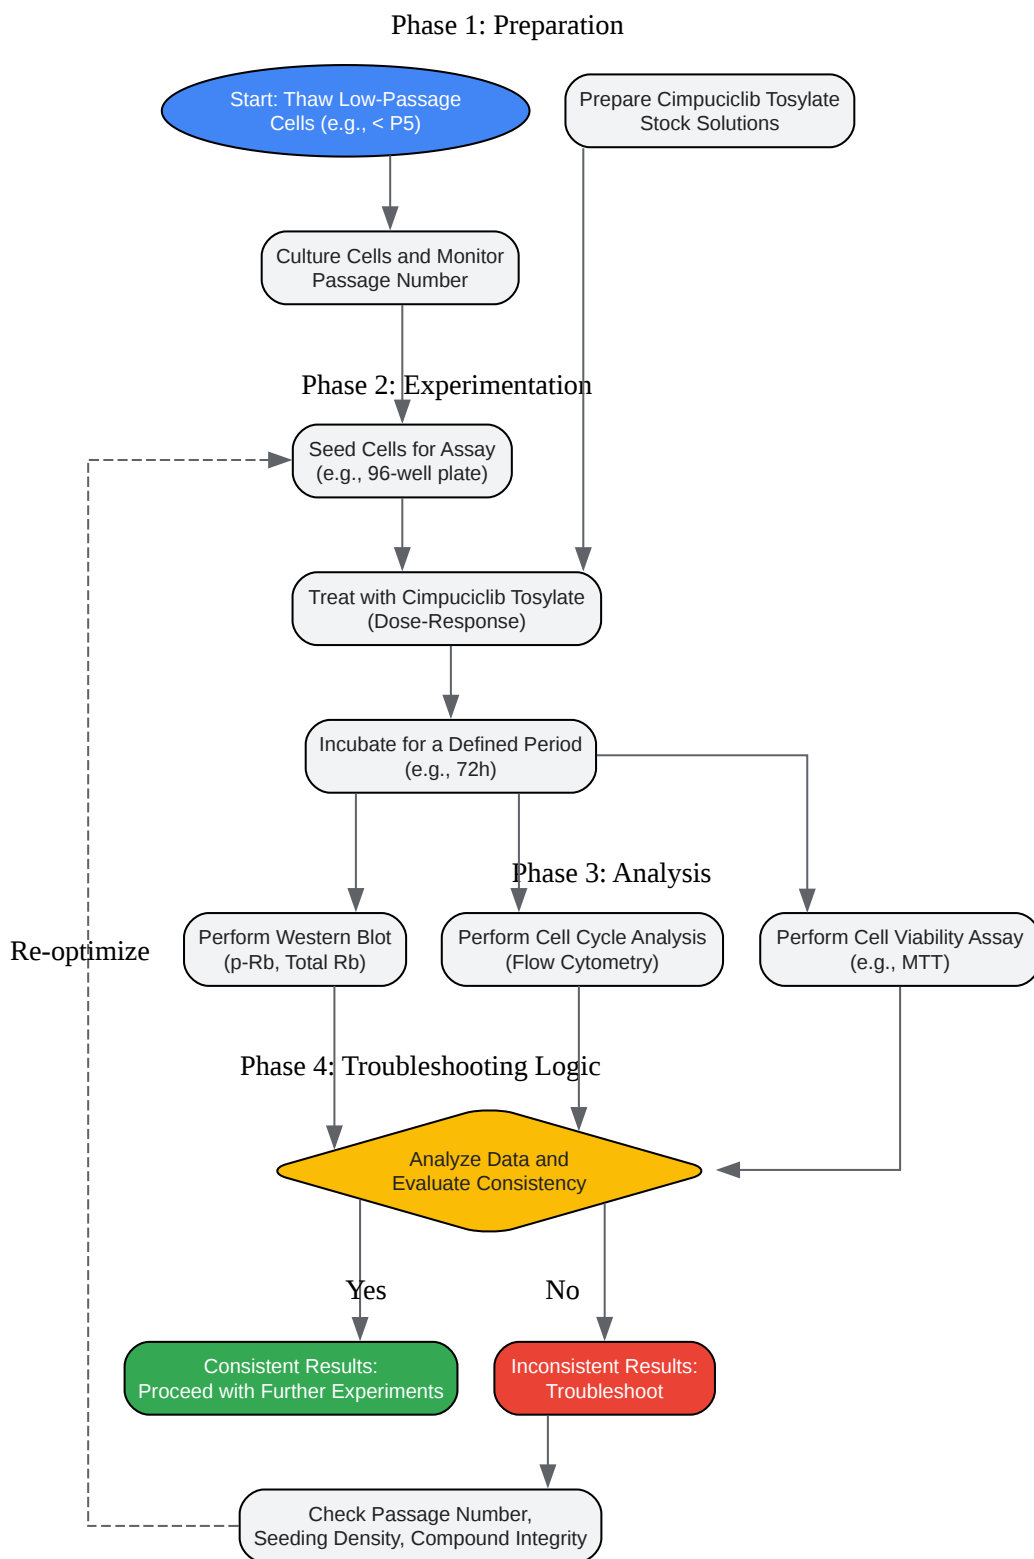 Phase 1: Preparation
Start: Thaw Low-Passage
Cells (e.g., < P5)
Prepare Cimpuciclib Tosylate
Stock Solutions
Culture Cells and Monitor
Passage Number
Phase 2: Experimentation
Seed Cells for Assay
(e.g., 96-well plate)
Treat with Cimpuciclib Tosylate
(Dose-Response)
Incubate for a Defined Period
(e.g., 72h)
Phase 3: Analysis
Perform Western Blot
(p-Rb, Total Rb)
Perform Cell Cycle Analysis
(Flow Cytometry)
Perform Cell Viability Assay
(e.g., MTT)
Re-optimize
Phase 4: Troubleshooting Logic
Analyze Data and
Evaluate Consistency
Yes
No
Consistent Results:
Proceed with Further Experiments
Inconsistent Results:
Troubleshoot
Check Passage Number,
Seeding Density, Compound Integrity